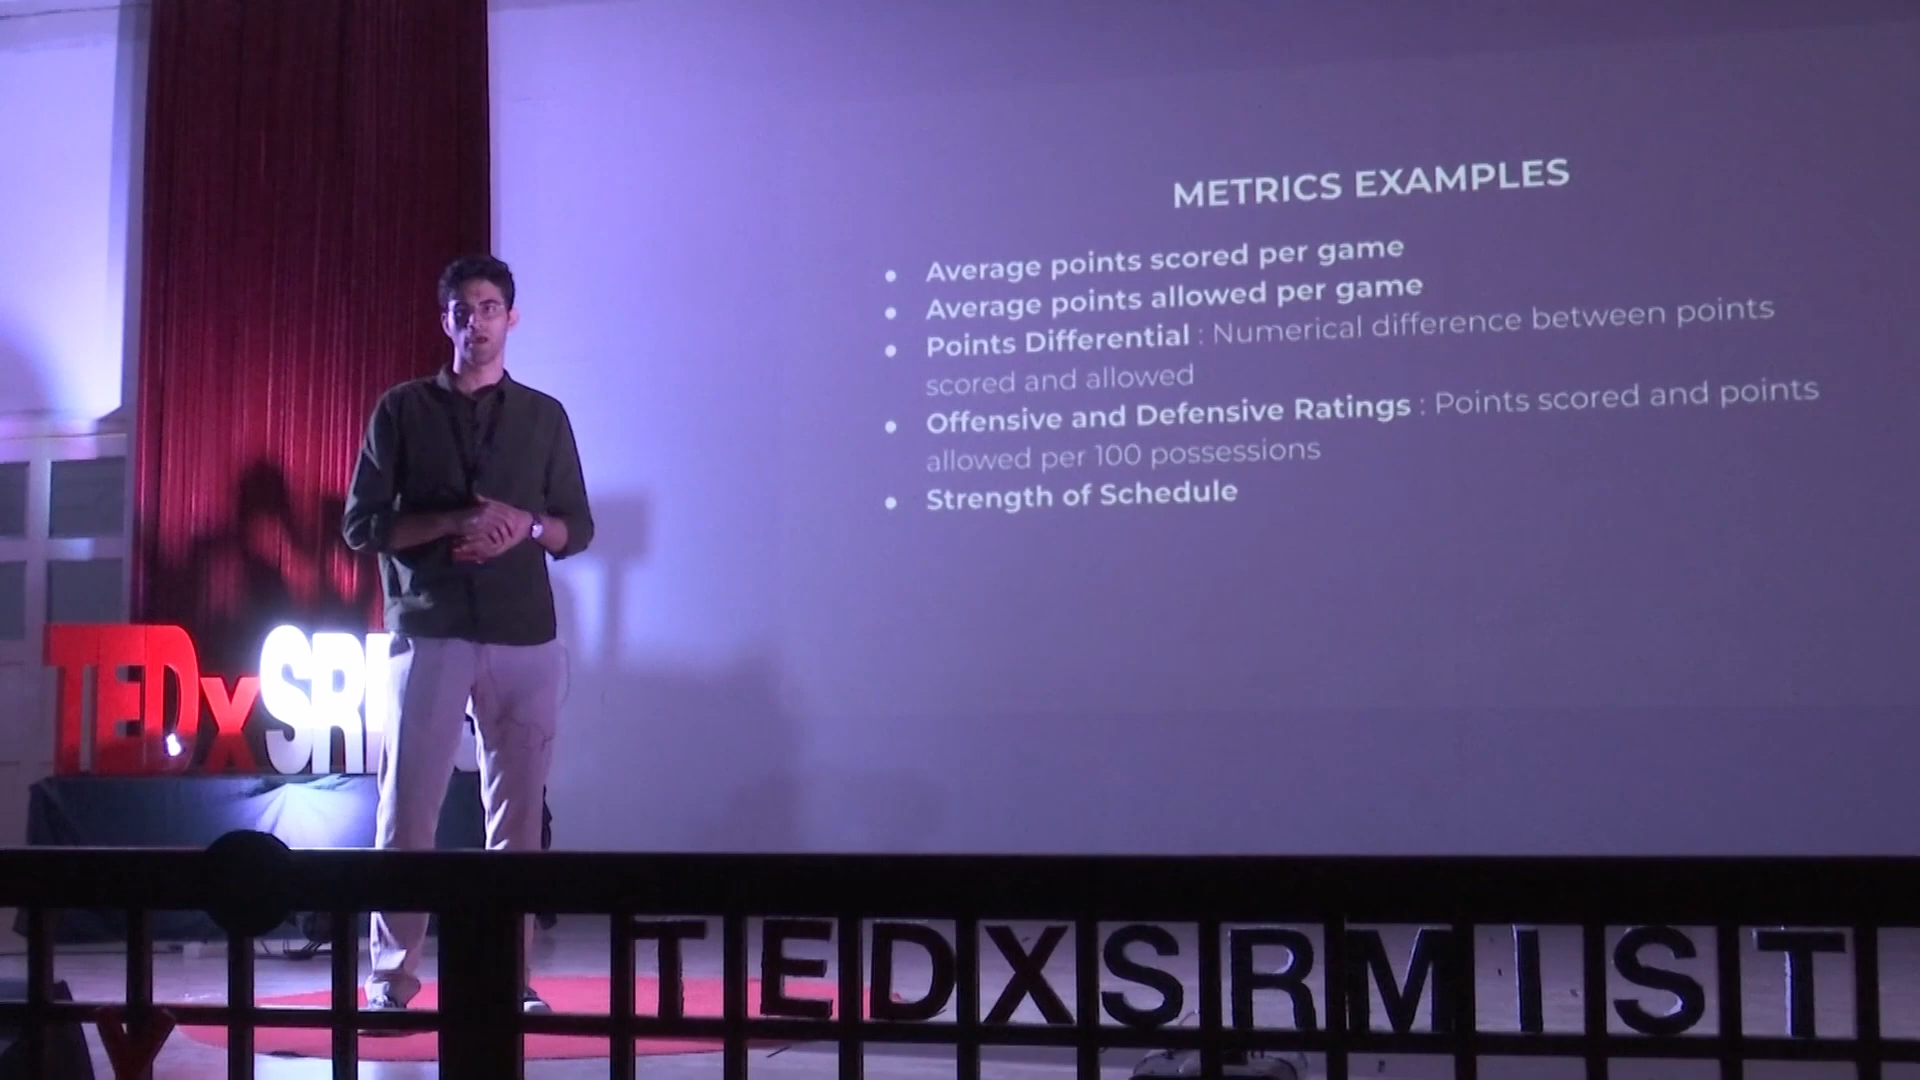 METRICS EXAMPLES
• Average points scored per game
• Average points allowed per game
• Points Differential : Numerical difference between points
scored and allowed
• Offensive and Defensive Ratings : Points scored and points
allowed per 100 possessions
• Strength of Schedule
TEDxSRM
TEDXSRMIST